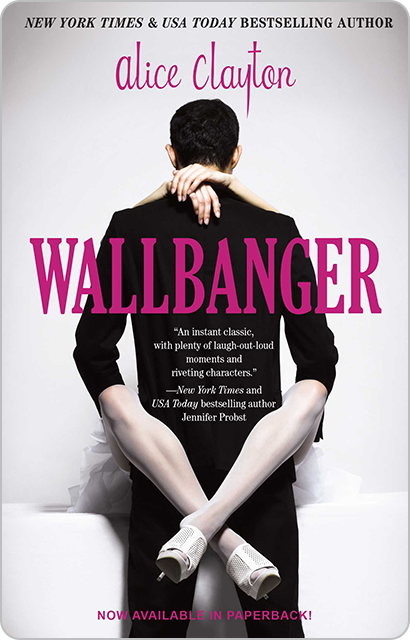 NEW YORK TIMES & USA TODAY BESTSELLING AUTHOR
alice clayton
WALLBANGER
“An instant classic,
with plenty of laugh-out-loud
moments and
riveting characters.”
—New York Times and
USA Today bestselling author
Jennifer Probst
NOW AVAILABLE IN PAPERBACK!